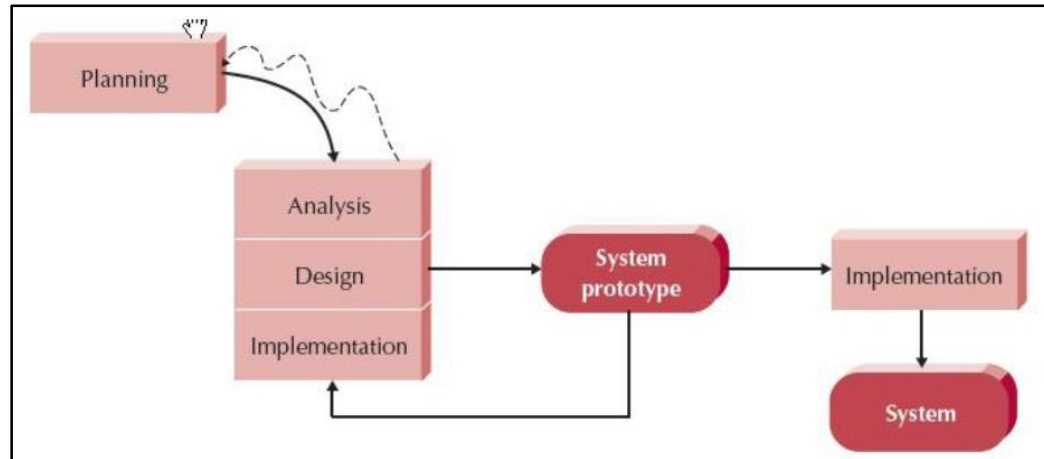 Planning
Analysis
Design
Implementation
System
prototype
Implementation
System